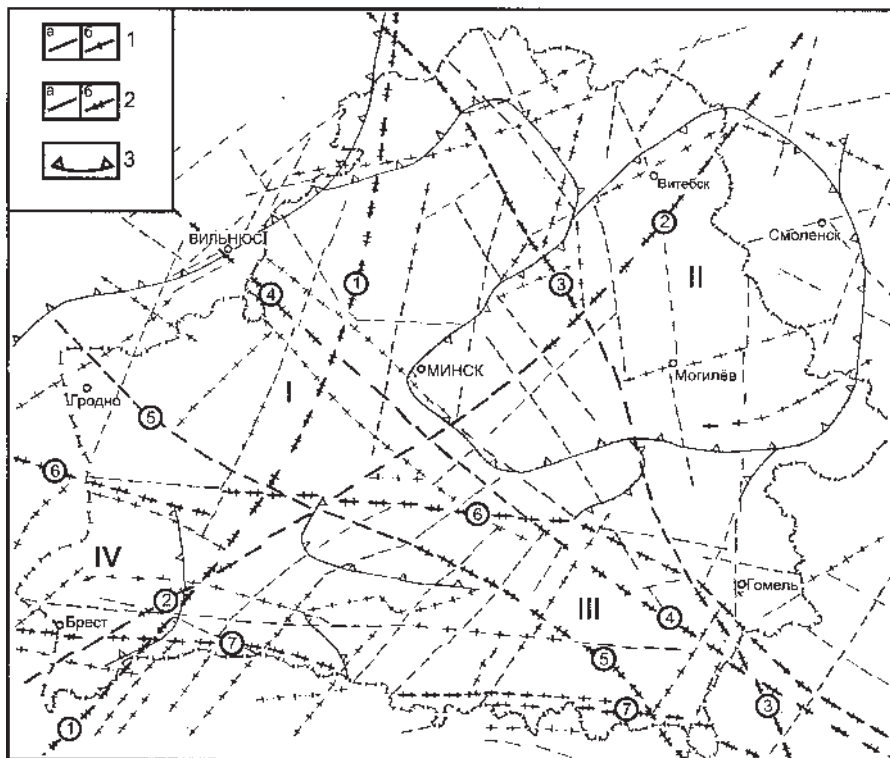 а б 1
а б 2
3
Витебск
2
Смоленск
ВИЛЬНЮС
4
1
3
II
МИНСК
Могилёв
Гродно
I
5
6
6
IV
2
III
4
Гомель
Брест
7
5
7
3
1